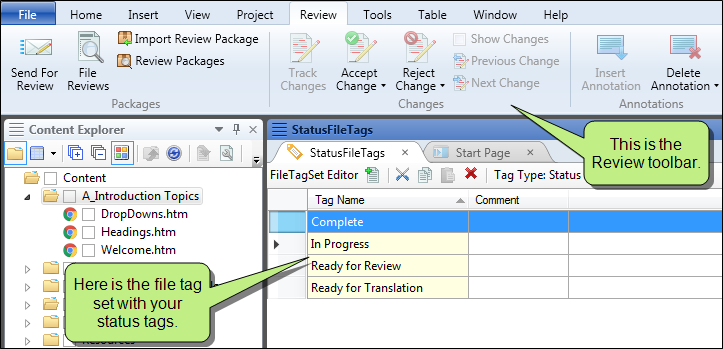 File Home Insert View Project Review Tools Table Window Help
Send For Review
File Reviews
Import Review Package
Review Packages
Packages
Track Changes
Accept Change
Reject Change
Show Changes
Previous Change
Next Change
Changes
Insert Annotation
Delete Annotation
Annotations
This is the
Review toolbar.
Content Explorer
Content
A_Introduction Topics
DropDowns.htm
Headings.htm
Welcome.htm
Resources
Here is the file tag
set with your
status tags.
StatusFileTags
StatusFileTags Start Page
FileTagSet Editor Tag Type: Status
Tag Name Comment
Complete
In Progress
Ready for Review
Ready for Translation